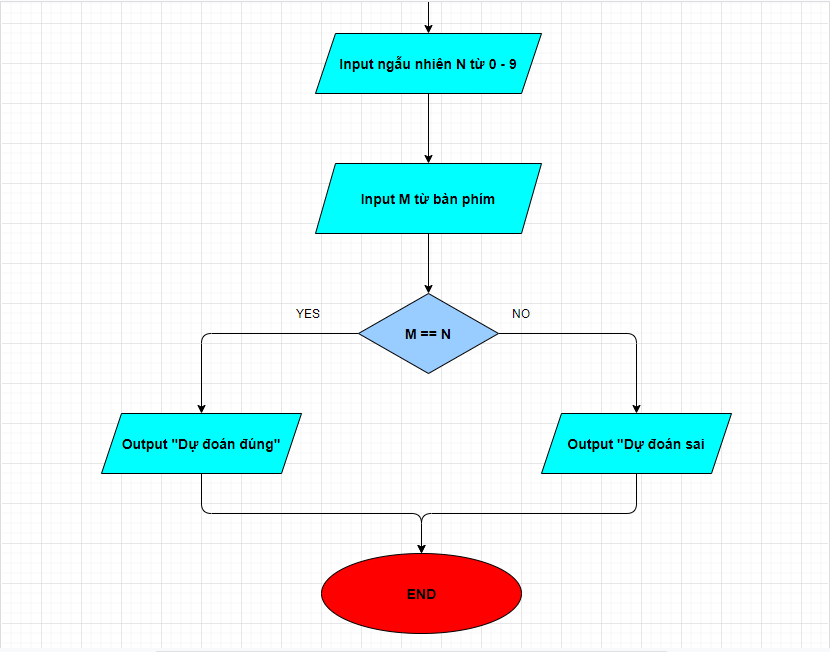 Input ngẫu nhiên N từ 0 - 9
Input M từ bàn phím
YES
NO
M == N
Output "Dự đoán đúng"
Output "Dự đoán sai
END